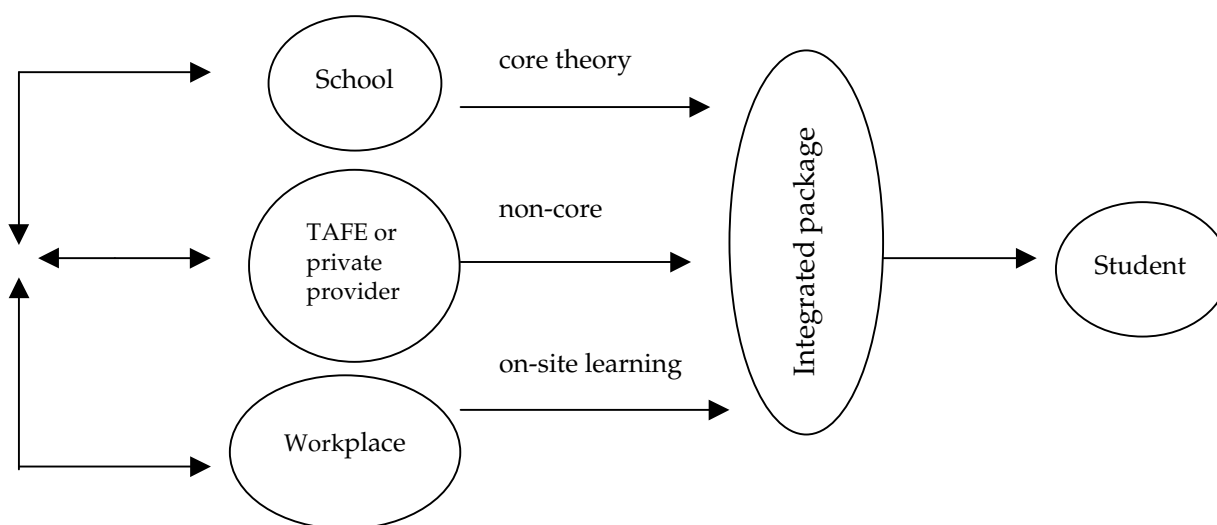 School
core theory
TAFE or
private
provider
non-core
Workplace
on-site learning
Integrated package
Student